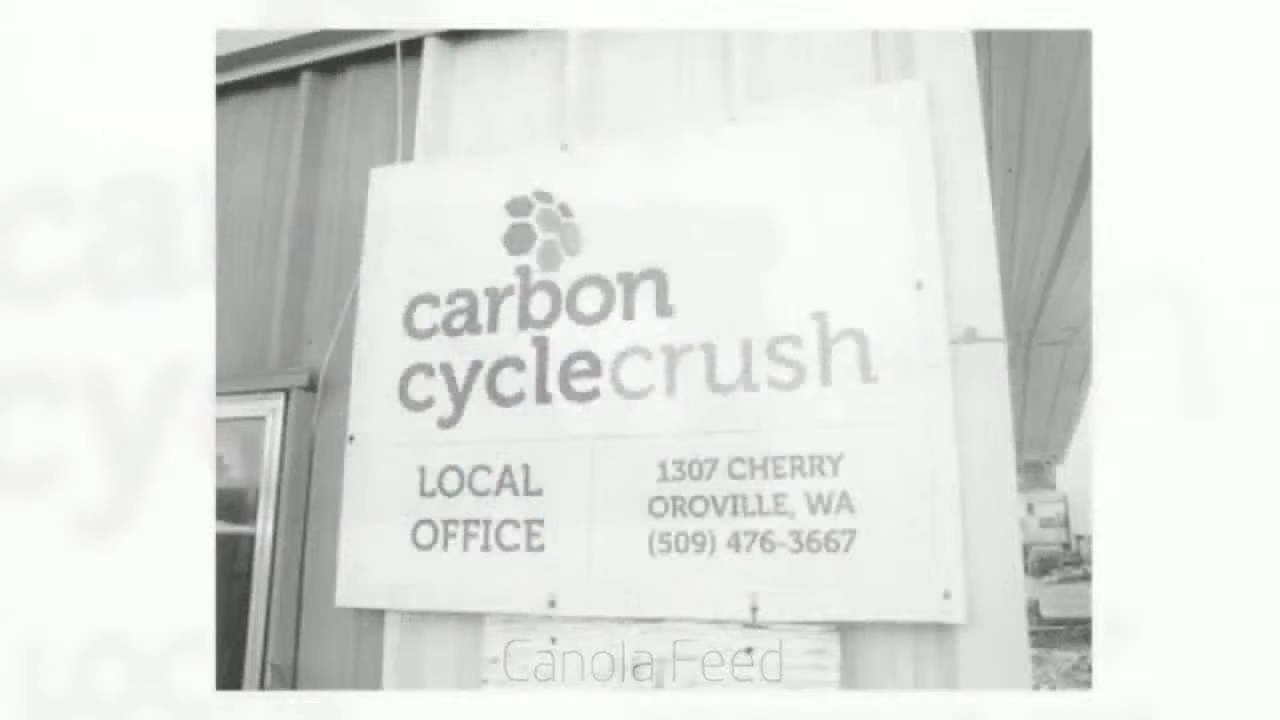 carbon
cyclecrush
LOCAL
OFFICE
1307 CHERRY
OROVILLE, WA
(509) 476-3667
Canola Feed